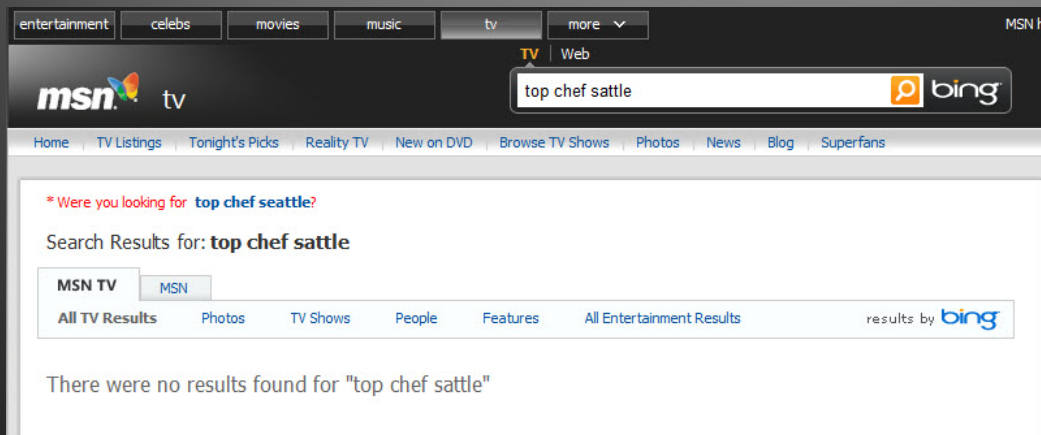 entertainment celebs movies music tv more MSN
TV Web
msn tv top chef sattle bing
Home TV Listings Tonight's Picks Reality TV New on DVD Browse TV Shows Photos News Blog Superfans
* Were you looking for top chef seattle?
Search Results for: top chef sattle
MSN TV MSN
All TV Results Photos TV Shows People Features All Entertainment Results results by bing
There were no results found for "top chef sattle"